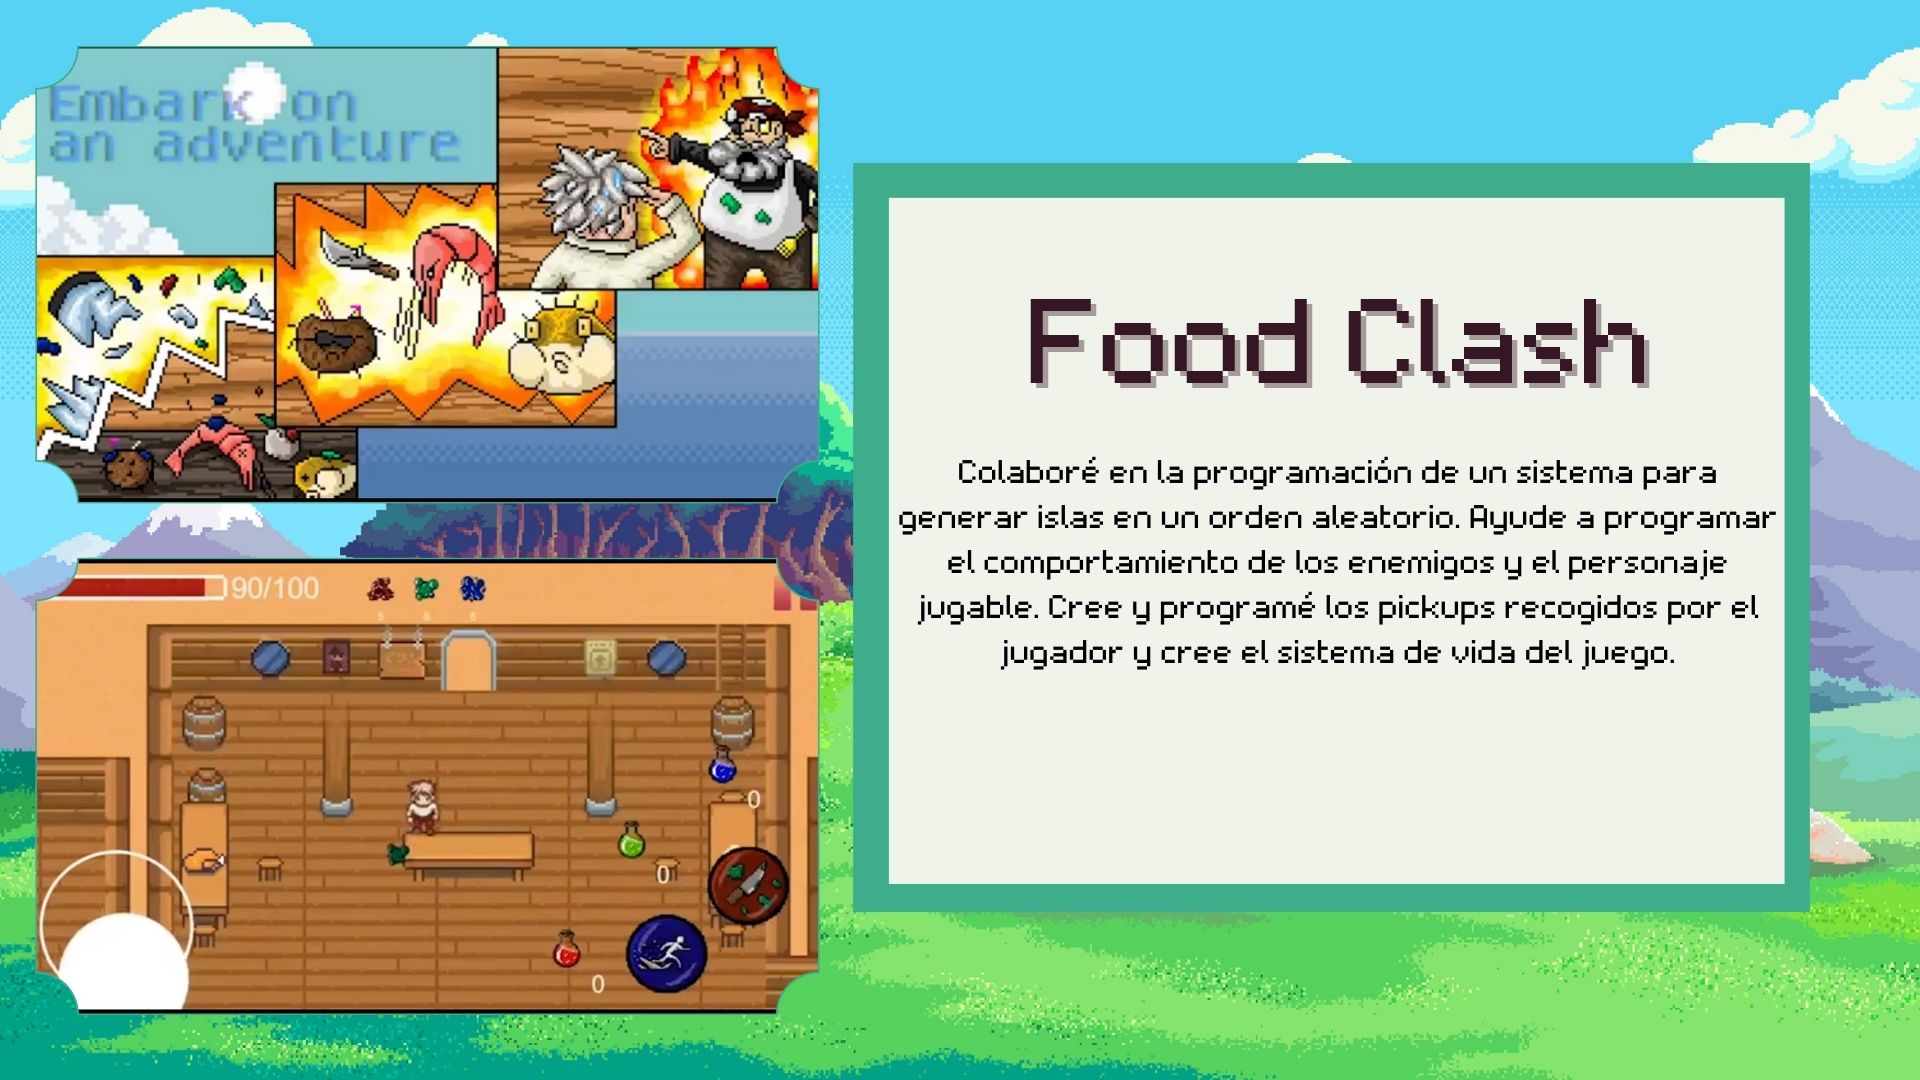 Embark on
an adventure
Food Clash
Colaboré en la programación de un sistema para
generar islas en un orden aleatorio. Ayude a programar
el comportamiento de los enemigos y el personaje
jugable. Cree y programé los pickups recogidos por el
jugador y cree el sistema de vida del juego.
90/100
0
0
0